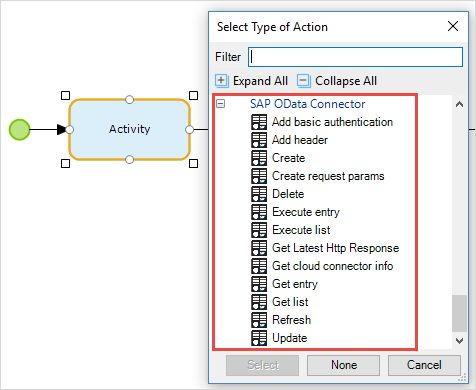 Select Type of Action
Filter
Expand All Collapse All
SAP OData Connector
Add basic authentication
Add header
Create
Create request params
Delete
Execute entry
Execute list
Get Latest Http Response
Get cloud connector info
Get entry
Get list
Refresh
Update
Select None Cancel
Activity